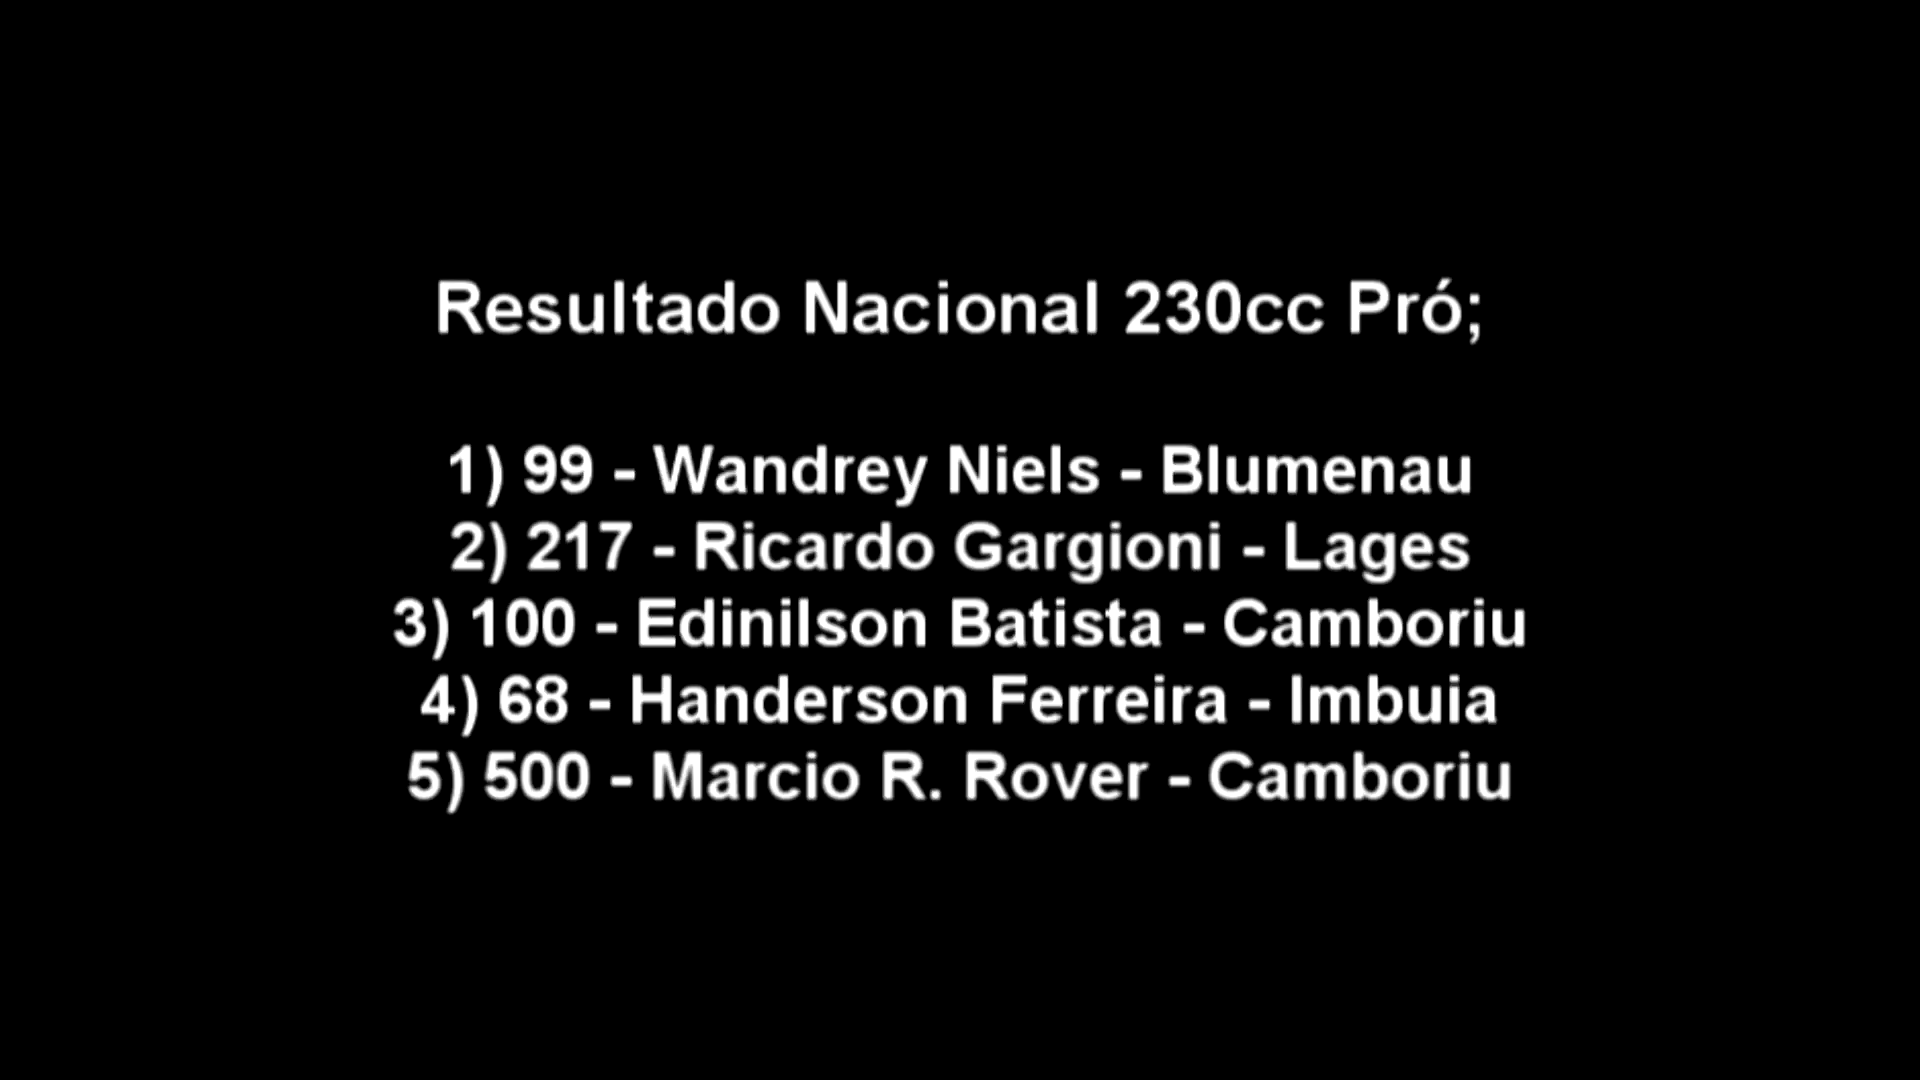 Resultado Nacional 230cc Pró;
1) 99 - Wandrey Niels - Blumenau
2) 217 - Ricardo Gargioni - Lages
3) 100 - Edinilson Batista - Camboriu
4) 68 - Handerson Ferreira - Imbuia
5) 500 - Marcio R. Rover - Camboriu